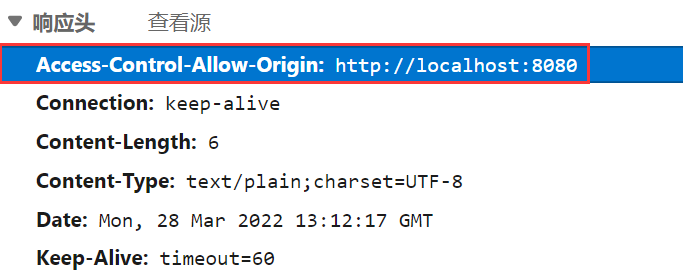 响应头 查看源
Access-Control-Allow-Origin: http://localhost:8080
Connection: keep-alive
Content-Length: 6
Content-Type: text/plain;charset=UTF-8
Date: Mon, 28 Mar 2022 13:12:17 GMT
Keep-Alive: timeout=60